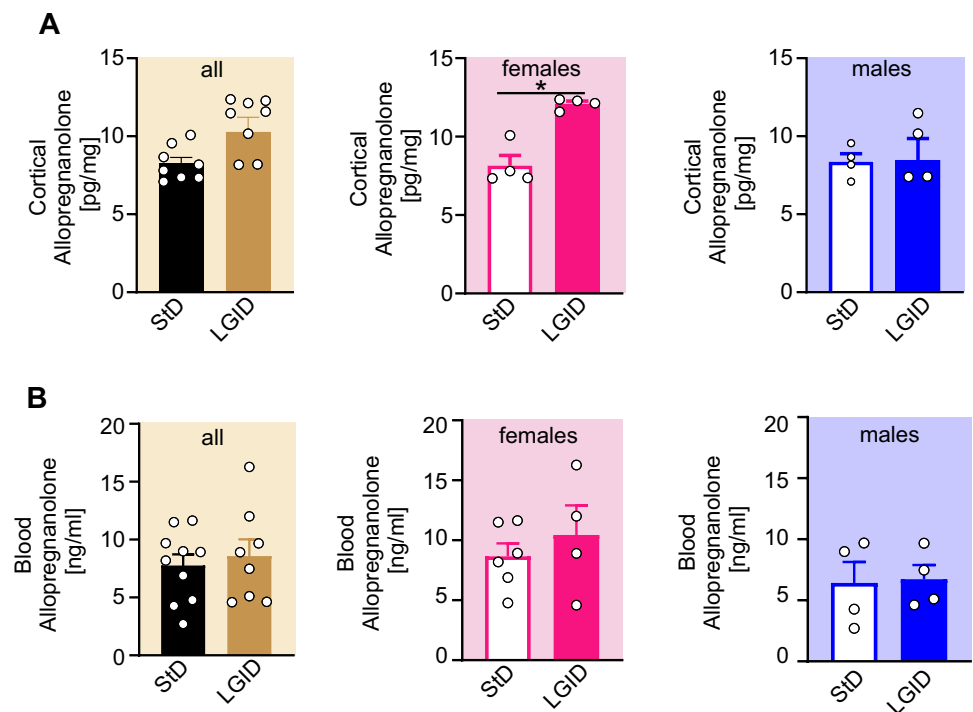 A
all
Cortical
Allopregnanolone
[pg/mg]
15
10
5
0
StD
LGID
females
*
Cortical
Allopregnanolone
[pg/mg]
15
10
5
0
StD
LGID
males
Cortical
Allopregnanolone
[pg/mg]
15
10
5
0
StD
LGID
B
all
Blood
Allopregnanolone
[ng/ml]
20
15
10
5
0
StD
LGID
females
Blood
Allopregnanolone
[ng/ml]
20
15
10
5
0
StD
LGID
males
Blood
Allopregnanolone
[ng/ml]
20
15
10
5
0
StD
LGID